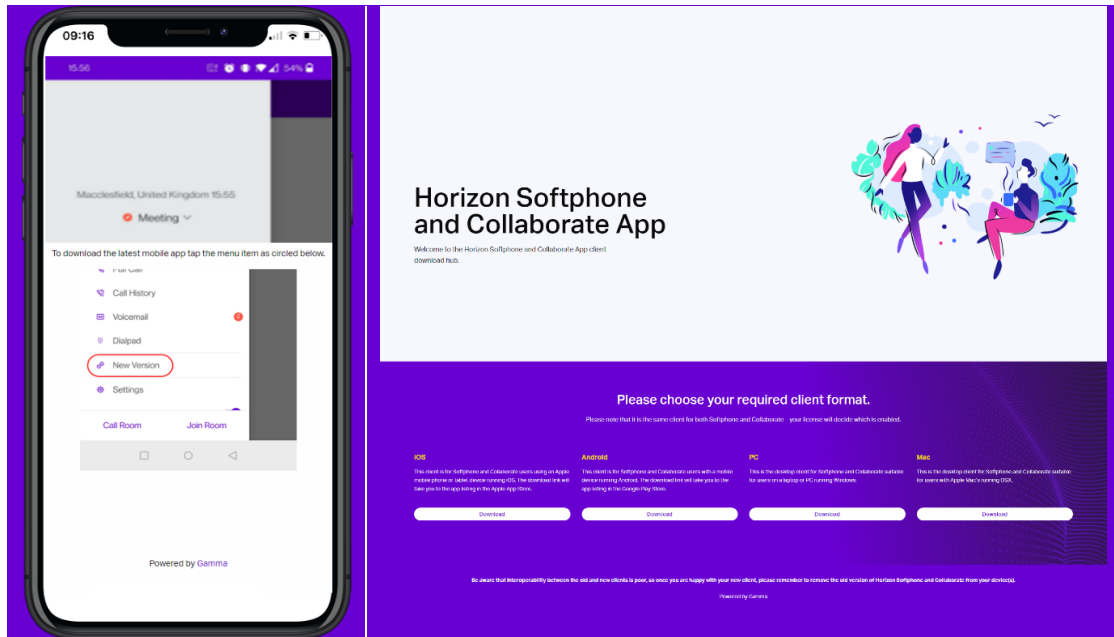 09:16
15:56
54%
Macclesfield, United Kingdom 15:55
Meeting
To download the latest mobile app tap the menu item as circled below.
Call History
Voicemail
Dialpad
New Version
Settings
Call Room Join Room
Powered by Gamma
Horizon Softphone
and Collaborate App
Welcome to the Horizon Softphone and Collaborate App client
download hub.
Please choose your required client format.
Please note that it is the same client for both Softphone and Collaborate your license will decide which is enabled.
iOS
This client is for Softphone and Collaborate users using an Apple
mobile phone or tablet device running iOS. The download link will
take you to the app listing in the Apple App Store.
Download
Android
This client is for Softphone and Collaborate users with a mobile
device running Android. The download link will take you to the
app listing in the Google Play Store.
Download
PC
This is the desktop client for Softphone and Collaborate suitable
for users on a laptop or PC running Windows.
Download
Mac
This is the desktop client for Softphone and Collaborate suitable
for users with Apple Mac's running OSX.
Download
Be aware that interoperability between the old and new clients is poor, so once you are happy with your new client, please remember to remove the old version of Horizon Softphone and Collaborate from your device(s).
Powered by Gamma